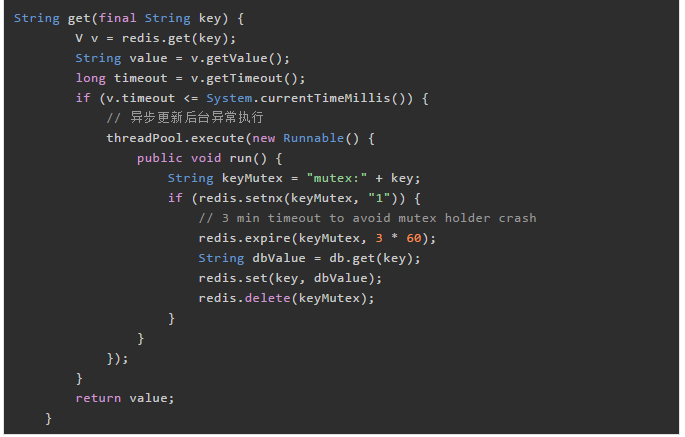 String get(final String key) {
        V v = redis.get(key);
        String value = v.getValue();
        long timeout = v.getTimeout();
        if (v.timeout <= System.currentTimeMillis()) {
            // 异步更新后台异常执行
            threadPool.execute(new Runnable() {
                public void run() {
                    String keyMutex = "mutex:" + key;
                    if (redis.setnx(keyMutex, "1")) {
                        // 3 min timeout to avoid mutex holder crash
                        redis.expire(keyMutex, 3 * 60);
                        String dbValue = db.get(key);
                        redis.set(key, dbValue);
                        redis.delete(keyMutex);
                    }
                }
            });
        }
        return value;
    }